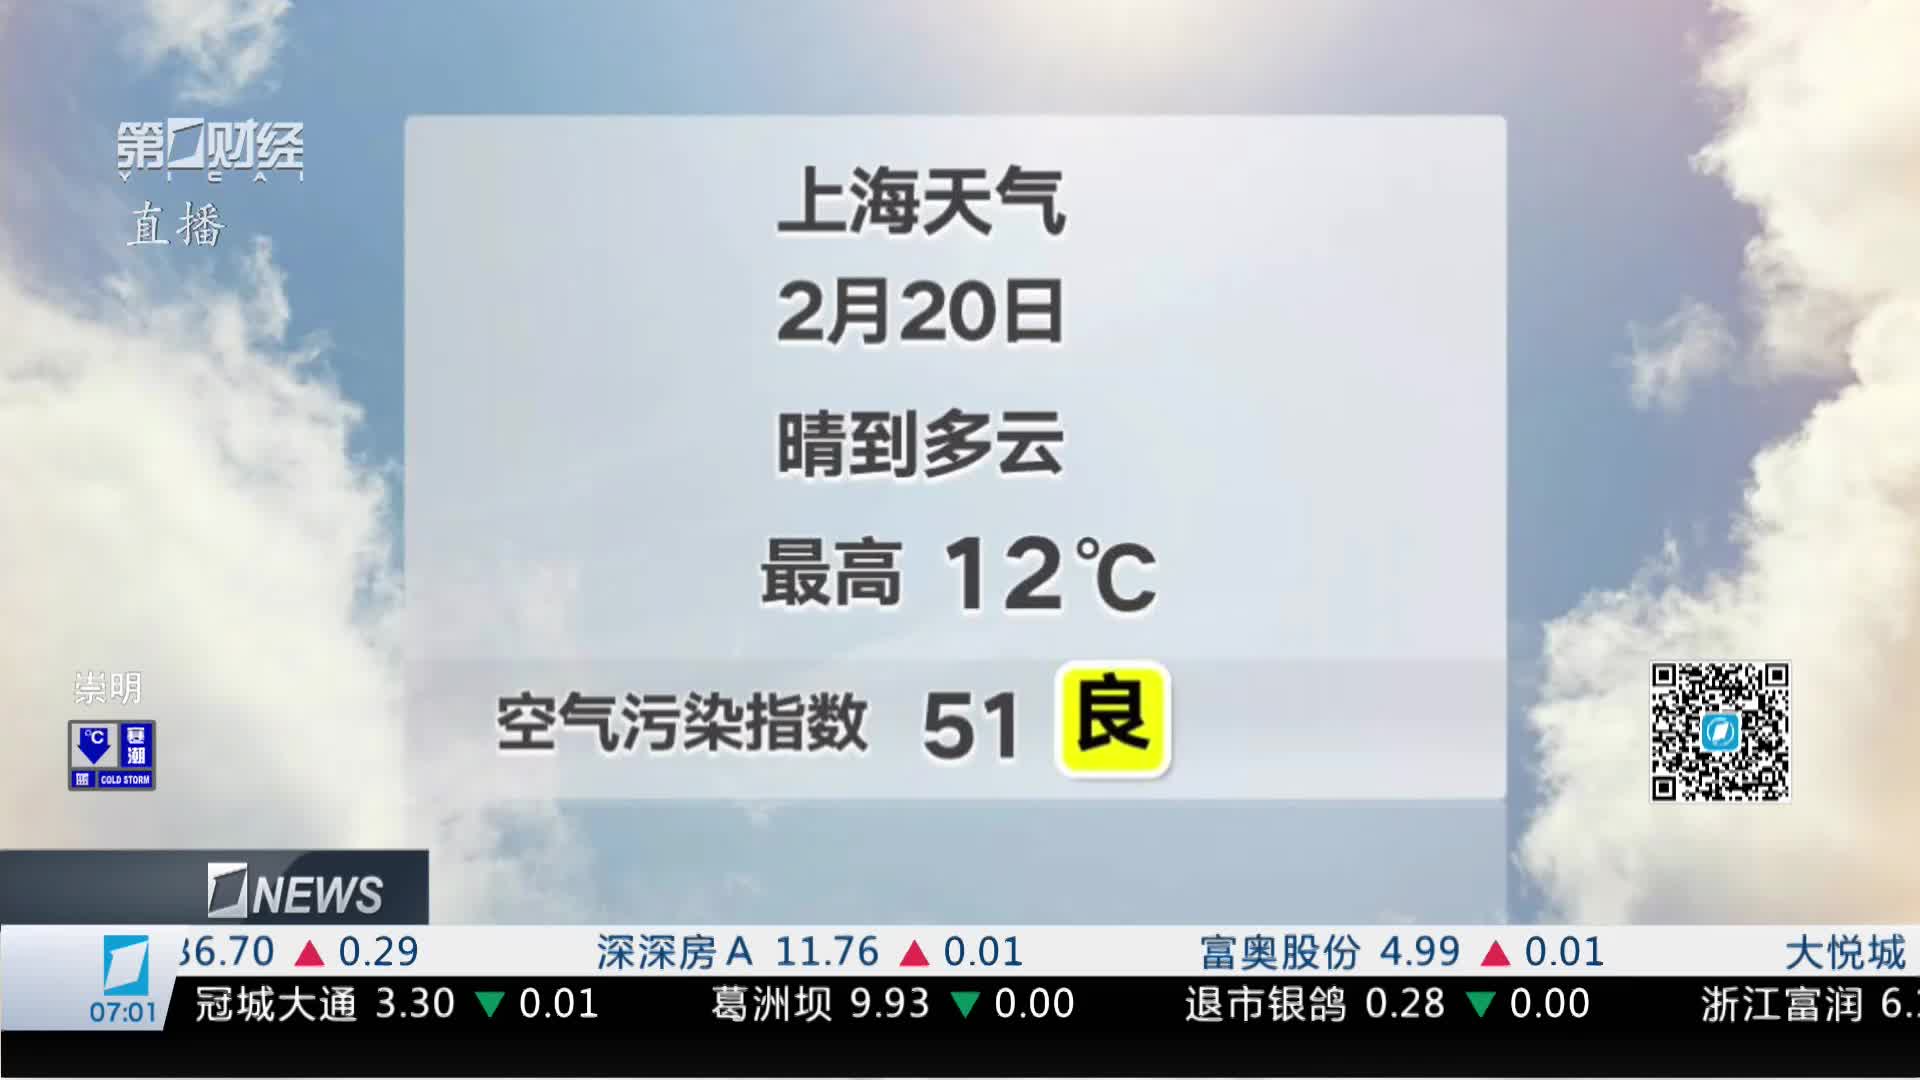 第财经
YICAI
直播
上海天气
2月20日
晴到多云
最高 12℃
空气污染指数 51 良
崇明
℃ 寒潮
蓝 COLD STORM
NEWS
36.70 ▲ 0.29 深深房A 11.76 ▲ 0.01 富奥股份 4.99 ▲ 0.01 大悦城
07:01
冠城大通 3.30 ▼ 0.01 葛洲坝 9.93 ▼ 0.00 退市银鸽 0.28 ▼ 0.00 浙江富润 6.